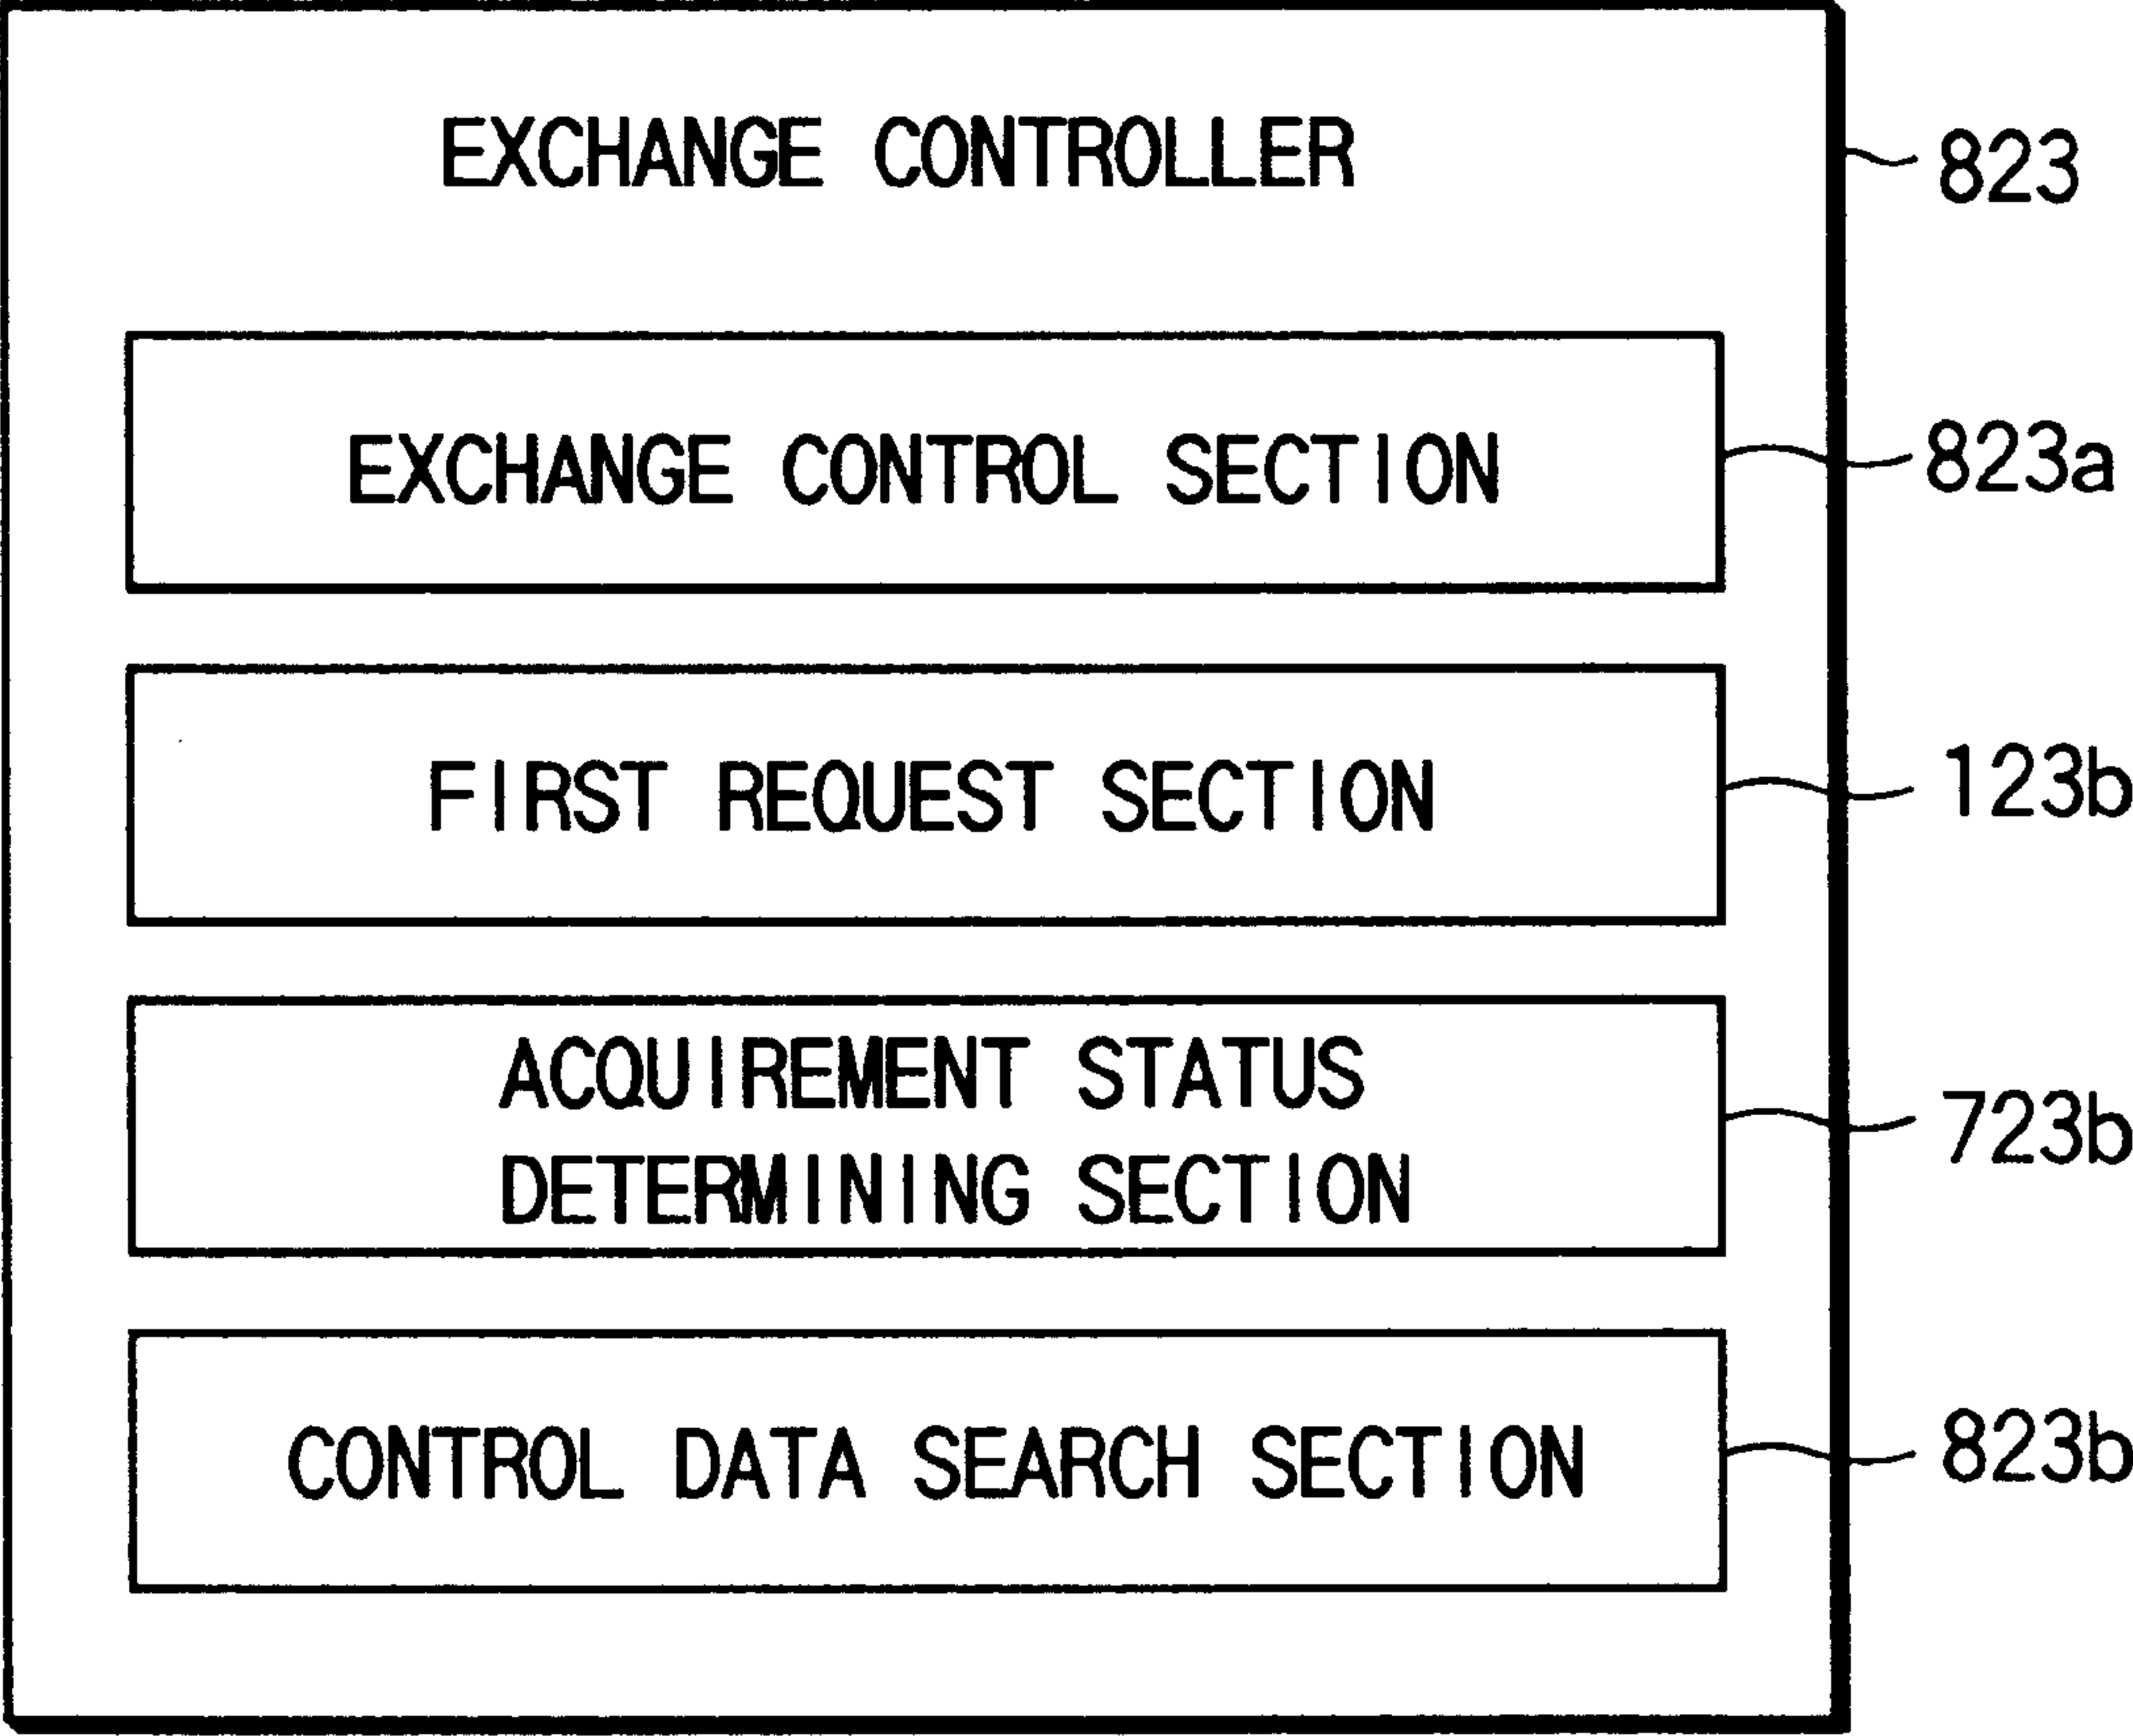 EXCHANGE CONTROLLER
823
EXCHANGE CONTROL SECTION
823a
FIRST REQUEST SECTION
123b
ACQUIREMENT STATUS
DETERMINING SECTION
723b
CONTROL DATA SEARCH SECTION
823b